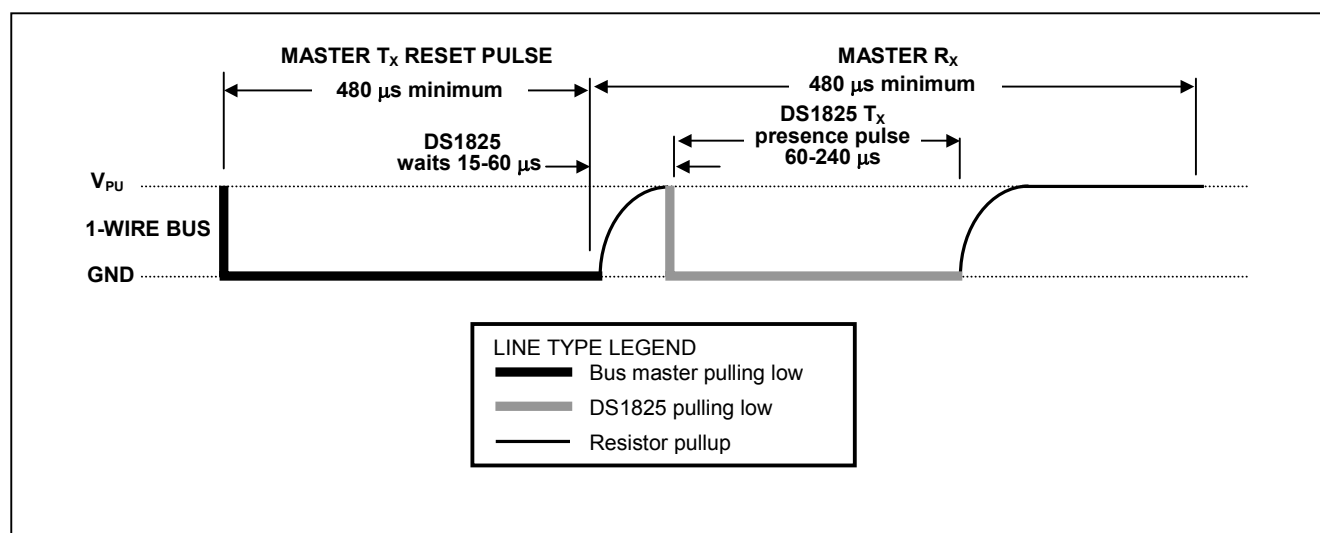 MASTER TX RESET PULSE
480 μs minimum
MASTER RX
480 μs minimum
DS1825
waits 15-60 μs
DS1825 TX
presence pulse
60-240 μs
VPU
1-WIRE BUS
GND
LINE TYPE LEGEND
Bus master pulling low
DS1825 pulling low
Resistor pullup